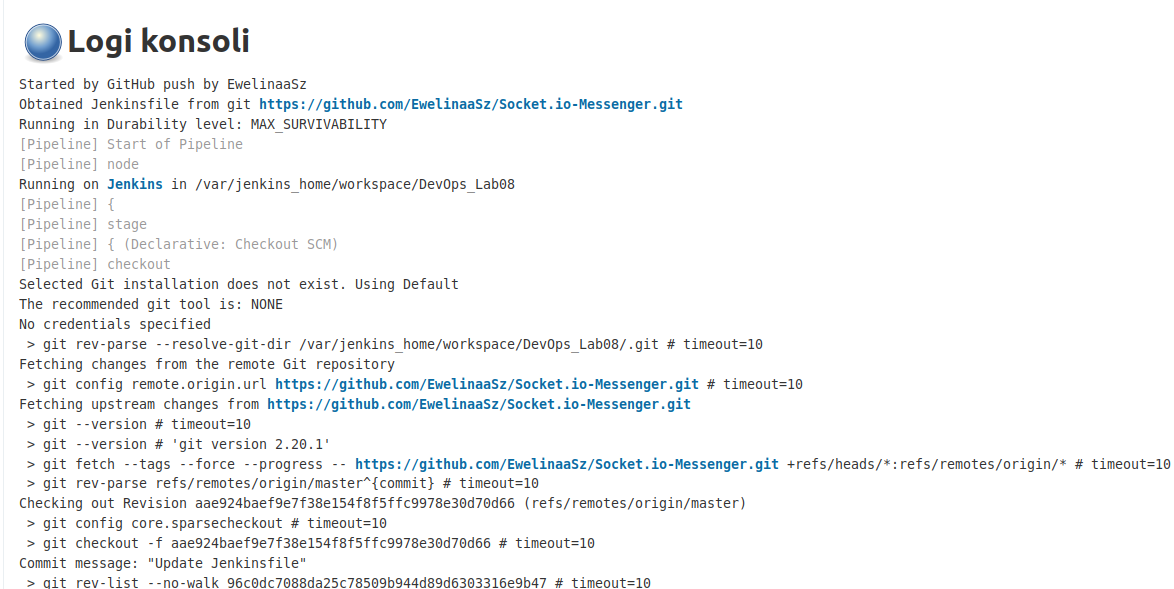 Logi konsoli
Started by GitHub push by EwelinaaSz
Obtained Jenkinsfile from git https://github.com/EwelinaaSz/Socket.io-Messenger.git
Running in Durability level: MAX_SURVIVABILITY
[Pipeline] Start of Pipeline
[Pipeline] node
Running on Jenkins in /var/jenkins_home/workspace/DevOps_Lab08
[Pipeline] {
[Pipeline] stage
[Pipeline] { (Declarative: Checkout SCM)
[Pipeline] checkout
Selected Git installation does not exist. Using Default
The recommended git tool is: NONE
No credentials specified
 > git rev-parse --resolve-git-dir /var/jenkins_home/workspace/DevOps_Lab08/.git # timeout=10
Fetching changes from the remote Git repository
 > git config remote.origin.url https://github.com/EwelinaaSz/Socket.io-Messenger.git # timeout=10
Fetching upstream changes from https://github.com/EwelinaaSz/Socket.io-Messenger.git
 > git --version # timeout=10
 > git --version # 'git version 2.20.1'
 > git fetch --tags --force --progress -- https://github.com/EwelinaaSz/Socket.io-Messenger.git +refs/heads/*:refs/remotes/origin/* # timeout=10
 > git rev-parse refs/remotes/origin/master^{commit} # timeout=10
Checking out Revision aae924baef9e7f38e154f8f5ffc9978e30d70d66 (refs/remotes/origin/master)
 > git config core.sparsecheckout # timeout=10
 > git checkout -f aae924baef9e7f38e154f8f5ffc9978e30d70d66 # timeout=10
Commit message: "Update Jenkinsfile"
 > git rev-list --no-walk 96c0dc7088da25c78509b944d89d6303316e9b47 # timeout=10